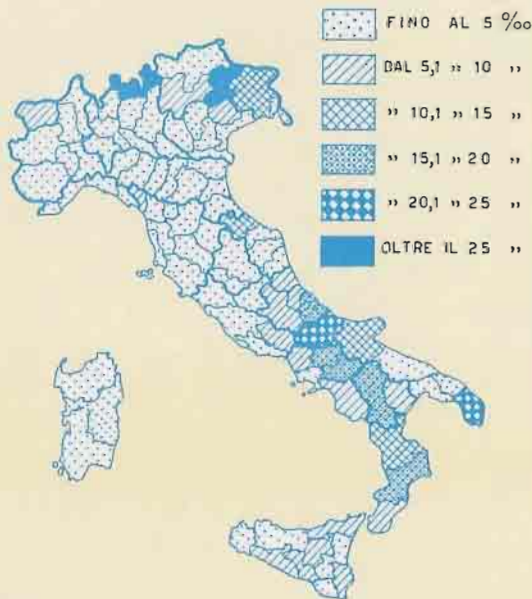 FINO AL 5 ‰
DAL 5,1 » 10 »
» 10,1 » 15 »
» 15,1 » 20 »
» 20,1 » 25 »
OLTRE IL 25 »